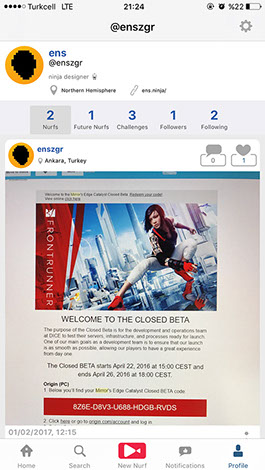 Turkcell LTE 21:24
@enszgr
ens
@enszgr
ninja designer
Northern Hemisphere ens.ninja/
2 1 3 1 2
Nurfs Future Nurfs Challenges Followers Following
enszgr
Ankara, Turkey
0 1
Welcome to the Mirror's Edge Catalyst Closed Beta. Redeem your code!
View online click here
FRONTRUNNER
WELCOME TO THE CLOSED BETA
The purpose of the Closed Beta is for the development and operations team
at DICE to test their servers, infrastructure, and processes ready for launch.
One of our main goals as a development team is to ensure that our launch
is as smooth as possible, allowing our players to have a great experience
from day one.
The Closed Beta starts April 22, 2016 at 15:00 CEST and
ends April 26, 2016 at 18:00 CEST.
Origin (PC)
1. Below you'll find your Mirror's Edge Catalyst Closed BETA code
8Z6E-D8V3-U688-HDGB-RVDS
2. Click here or go to origin.com/account and log in.
01/02/2017, 12:15
Home Search New Nurf Notifications Profile